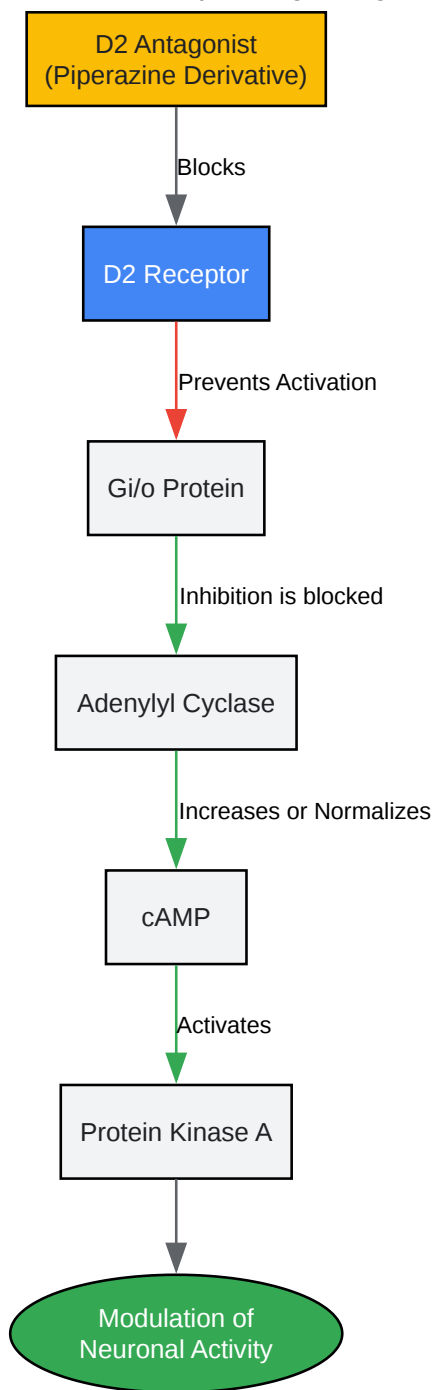 D2 Antagonist
(Piperazine Derivative)
Blocks
D2 Receptor
Prevents Activation
Gi/o Protein
Inhibition is blocked
Adenylyl Cyclase
Increases or Normalizes
cAMP
Activates
Protein Kinase A
Modulation of
Neuronal Activity